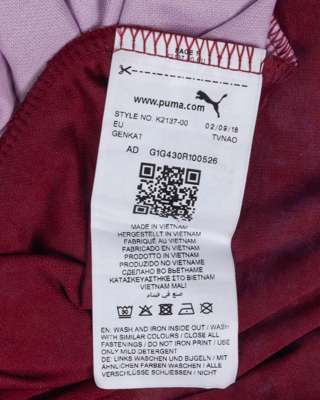 PAGE 1
www.puma.com
STYLE NO. K2137-00 02/09/18
EU TVNAO
GENKAT
AD G1G430R100526
MADE IN VIETNAM
HERGESTELLT IN VIETNAM
FABRIQUÉ AU VIETNAM
FABRICADO EN VIETNAM
PRODOTTO IN VIETNAM
PRODUZIDO NO VIETNAME
СДЕЛАНО ВО ВЬЕТНАМЕ
ΚΑΤΑΣΚΕΥΑΣΤΗΚΕ ΣΤΟ ΒΙΕΤΝΑΜ
VIETNAM MALI
صنع في فيتنام
EN: WASH AND IRON INSIDE OUT / WASH
WITH SIMILAR COLOURS / CLOSE ALL
FASTENINGS / DO NOT IRON PRINT / USE
ONLY MILD DETERGENT
DE: LINKS WASCHEN UND BÜGELN / MIT
ÄHNLICHEN FARBEN WASCHEN / ALLE
VERSCHLÜSSE SCHLIESSEN / NICHT